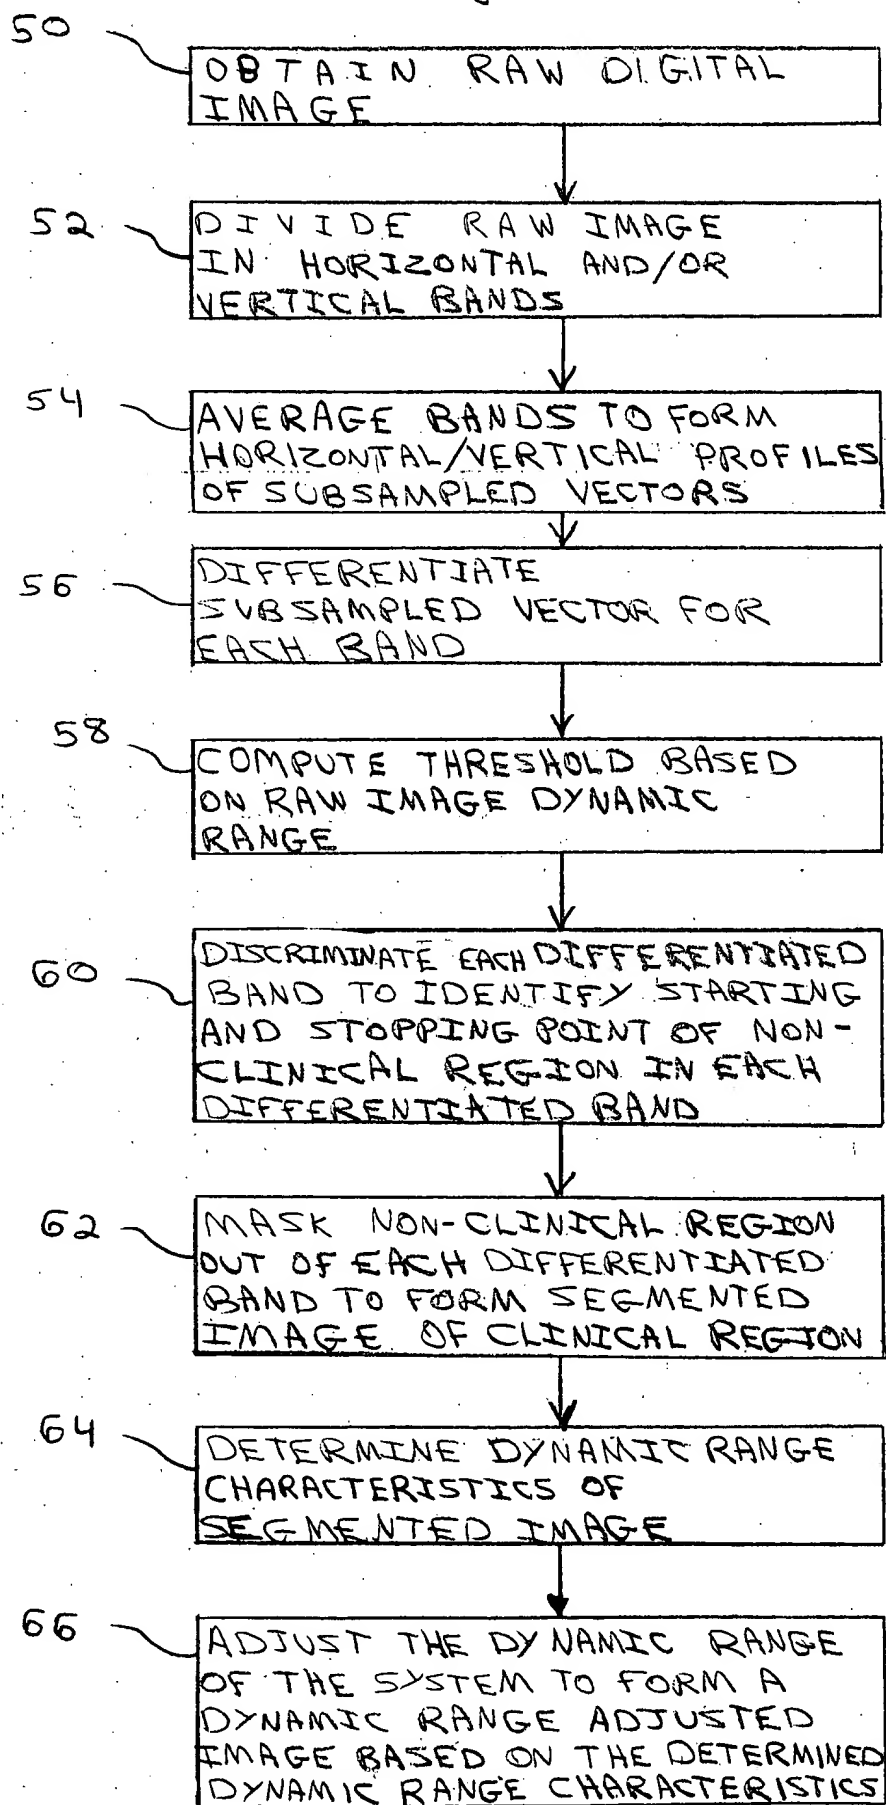 50
OBTAIN RAW DIGITAL
IMAGE
52
DIVIDE RAW IMAGE
IN HORIZONTAL AND/OR
VERTICAL BANDS
54
AVERAGE BANDS TO FORM
HORIZONTAL/VERTICAL PROFILES
OF SUBSAMPLED VECTORS
56
DIFFERENTIATE
SUBSAMPLED VECTOR FOR
EACH BAND
58
COMPUTE THRESHOLD BASED
ON RAW IMAGE DYNAMIC
RANGE
60
DISCRIMINATE EACH DIFFERENTIATED
BAND TO IDENTIFY STARTING
AND STOPPING POINT OF NON-
CLINICAL REGION IN EACH
DIFFERENTIATED BAND
62
MASK NON-CLINICAL REGION
OUT OF EACH DIFFERENTIATED
BAND TO FORM SEGMENTED
IMAGE OF CLINICAL REGION
64
DETERMINE DYNAMIC RANGE
CHARACTERISTICS OF
SEGMENTED IMAGE
66
ADJUST THE DYNAMIC RANGE
OF THE SYSTEM TO FORM A
DYNAMIC RANGE ADJUSTED
IMAGE BASED ON THE DETERMINED
DYNAMIC RANGE CHARACTERISTICS